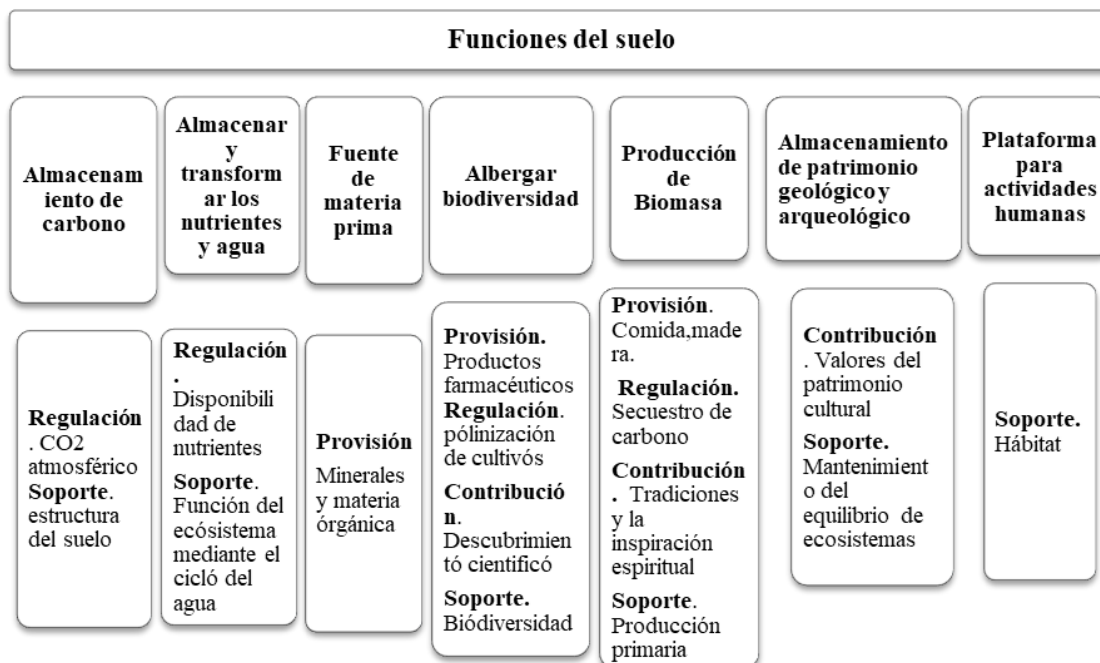 Funciones del suelo
Almacenam
iento de
carbono
Almacenar
y
transform
ar los
nutrientes
y agua
Fuente
de
materia
prima
Albergar
biodiversidad
Producción
de
Biomasa
Almacenamiento
de patrimonio
geológico y
arqueológico
Plataforma
para
actividades
humanas
Regulación
. CO2
atmosférico
Soporte.
estructura
del suelo
Regulación
.
Disponibili
dad de
nutrientes
Soporte.
Función del
ecósistema
mediante el
cicló del
agua
Provisión
Minerales
y materia
órgánica
Provisión.
Productos
farmacéuticos
Regulación.
pólinización
de cultivós
Contribució
n.
Descubrimien
tó cientificó
Soporte.
Biódiversidad
Provisión.
Comida,made
ra.
Regulación.
Secuestro de
carbono
Contribución
. Tradiciones
y la
inspiración
espiritual
Soporte.
Producción
primaria
Contribución
. Valores del
patrimonio
cultural
Soporte.
Mantenimient
o del
equilibrio de
ecosistemas
Soporte.
Hábitat